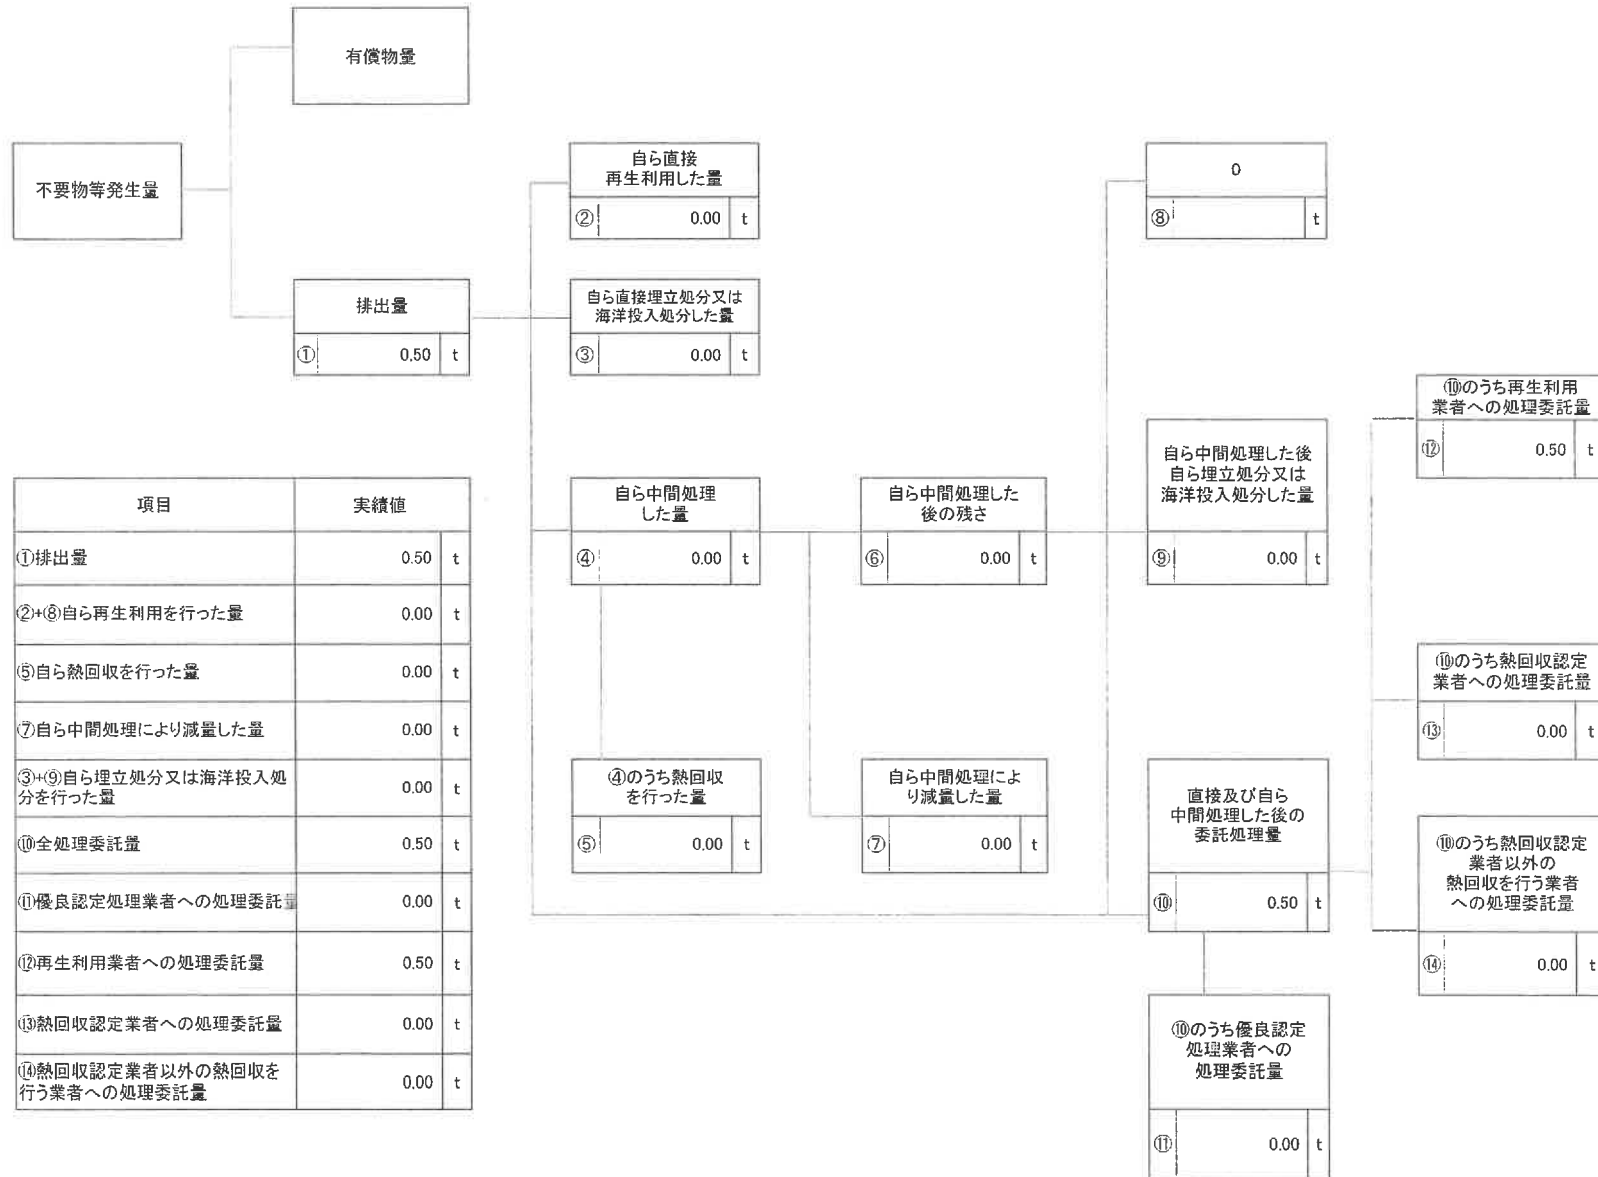 有償物量
不要物等発生量
排出量
① 0.50 t
自ら直接
再生利用した量
② 0.00 t
自ら直接埋立処分又は
海洋投入処分した量
③ 0.00 t
0
⑧ t
自ら中間処理
した量
④ 0.00 t
自ら中間処理した
後の残さ
⑥ 0.00 t
自ら中間処理した後
自ら埋立処分又は
海洋投入処分した量
⑨ 0.00 t
④のうち熱回収
を行った量
⑤ 0.00 t
自ら中間処理によ
り減量した量
⑦ 0.00 t
直接及び自ら
中間処理した後の
委託処理量
⑩ 0.50 t
⑩のうち優良認定
処理業者への
処理委託量
⑪ 0.00 t
⑩のうち再生利用
業者への処理委託量
⑫ 0.50 t
⑩のうち熱回収認定
業者への処理委託量
⑬ 0.00 t
⑩のうち熱回収認定
業者以外の
熱回収を行う業者
への処理委託量
⑭ 0.00 t
項目 実績値
①排出量 0.50 t
②+⑧自ら再生利用を行った量 0.00 t
⑤自ら熱回収を行った量 0.00 t
⑦自ら中間処理により減量した量 0.00 t
③+⑨自ら埋立処分又は海洋投入処
分を行った量 0.00 t
⑩全処理委託量 0.50 t
⑪優良認定処理業者への処理委託量 0.00 t
⑫再生利用業者への処理委託量 0.50 t
⑬熱回収認定業者への処理委託量 0.00 t
⑭熱回収認定業者以外の熱回収を
行う業者への処理委託量 0.00 t